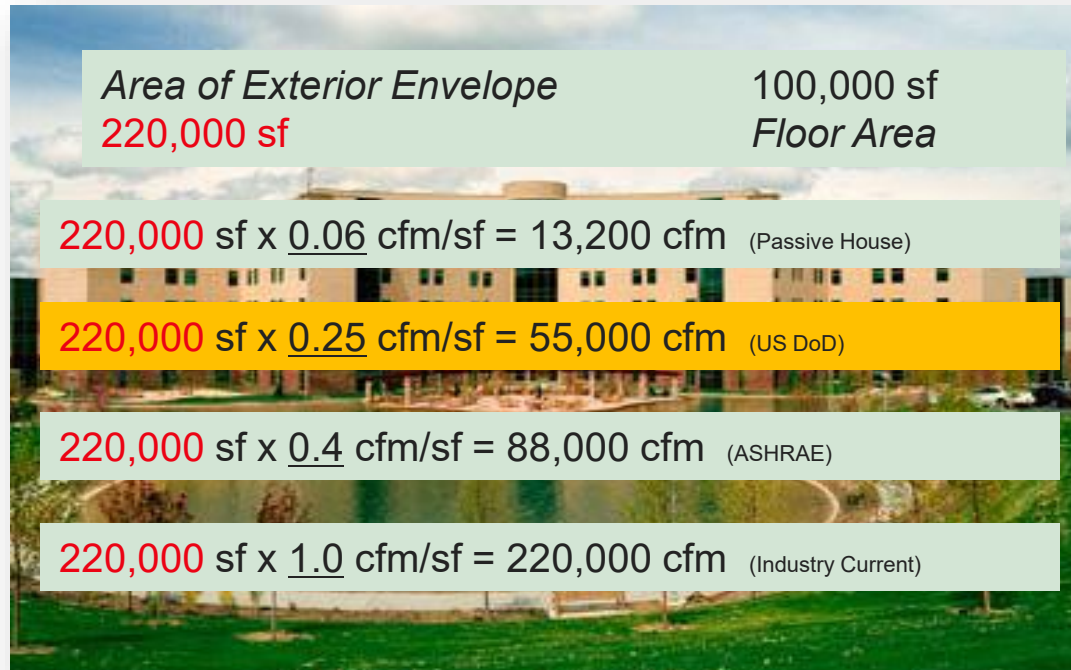 Area of Exterior Envelope
220,000 sf
100,000 sf
Floor Area
220,000 sf x 0.06 cfm/sf = 13,200 cfm (Passive House)
220,000 sf x 0.25 cfm/sf = 55,000 cfm (US DoD)
220,000 sf x 0.4 cfm/sf = 88,000 cfm (ASHRAE)
220,000 sf x 1.0 cfm/sf = 220,000 cfm (Industry Current)